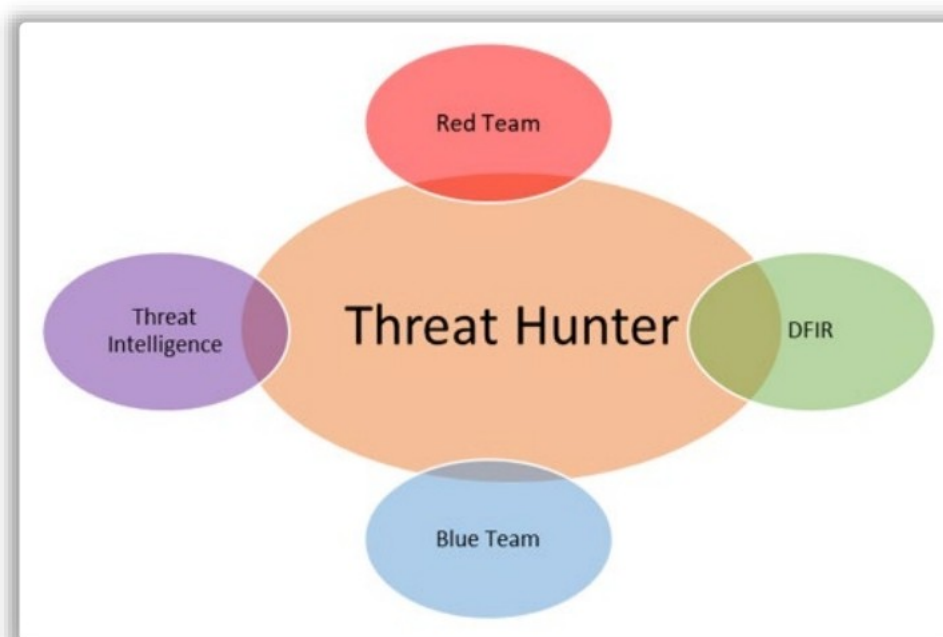 Red Team
Threat
Intelligence
Threat Hunter
DFIR
Blue Team